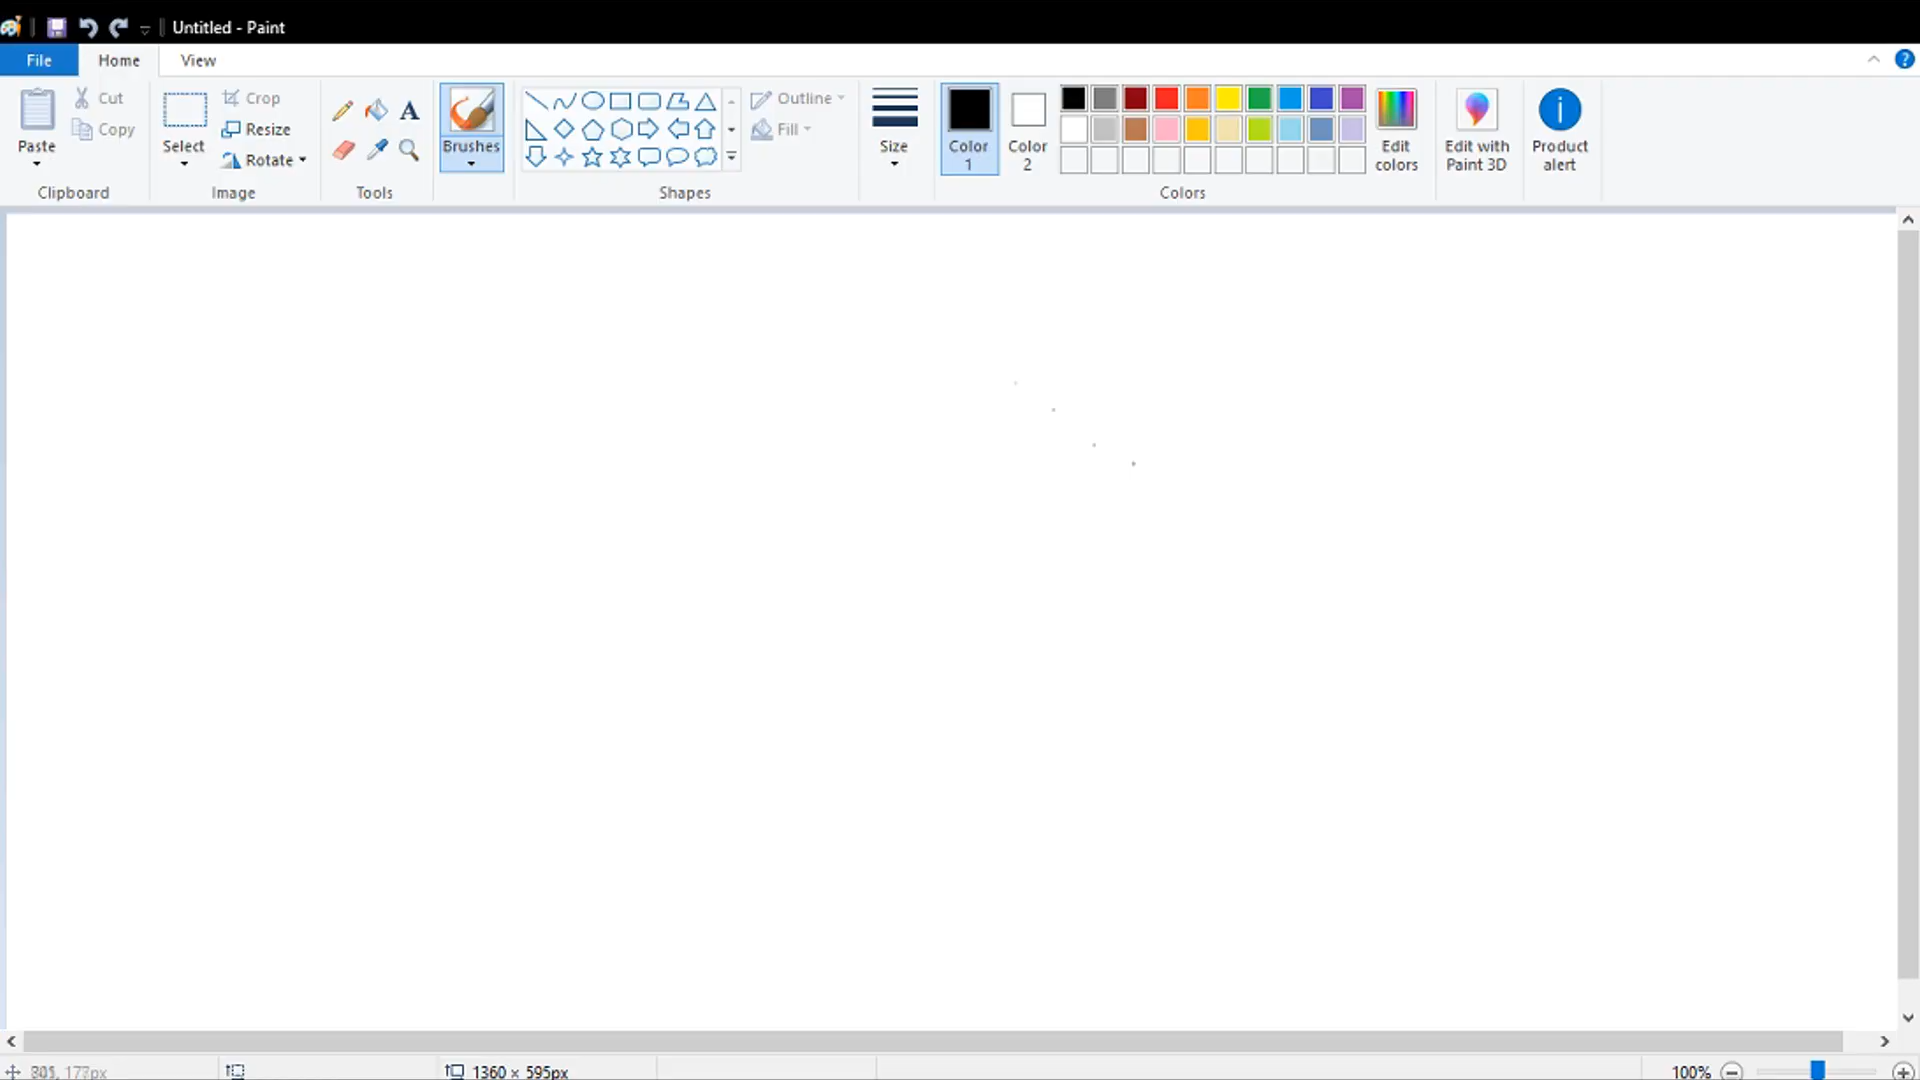 Untitled - Paint
File Home View
Cut Crop Outline
Copy Resize Fill
Paste Select Rotate A Brushes Size Color 1 Color 2 Edit colors Edit with Paint 3D Product alert
Clipboard Image Tools Shapes Colors
1360 × 595px 100%